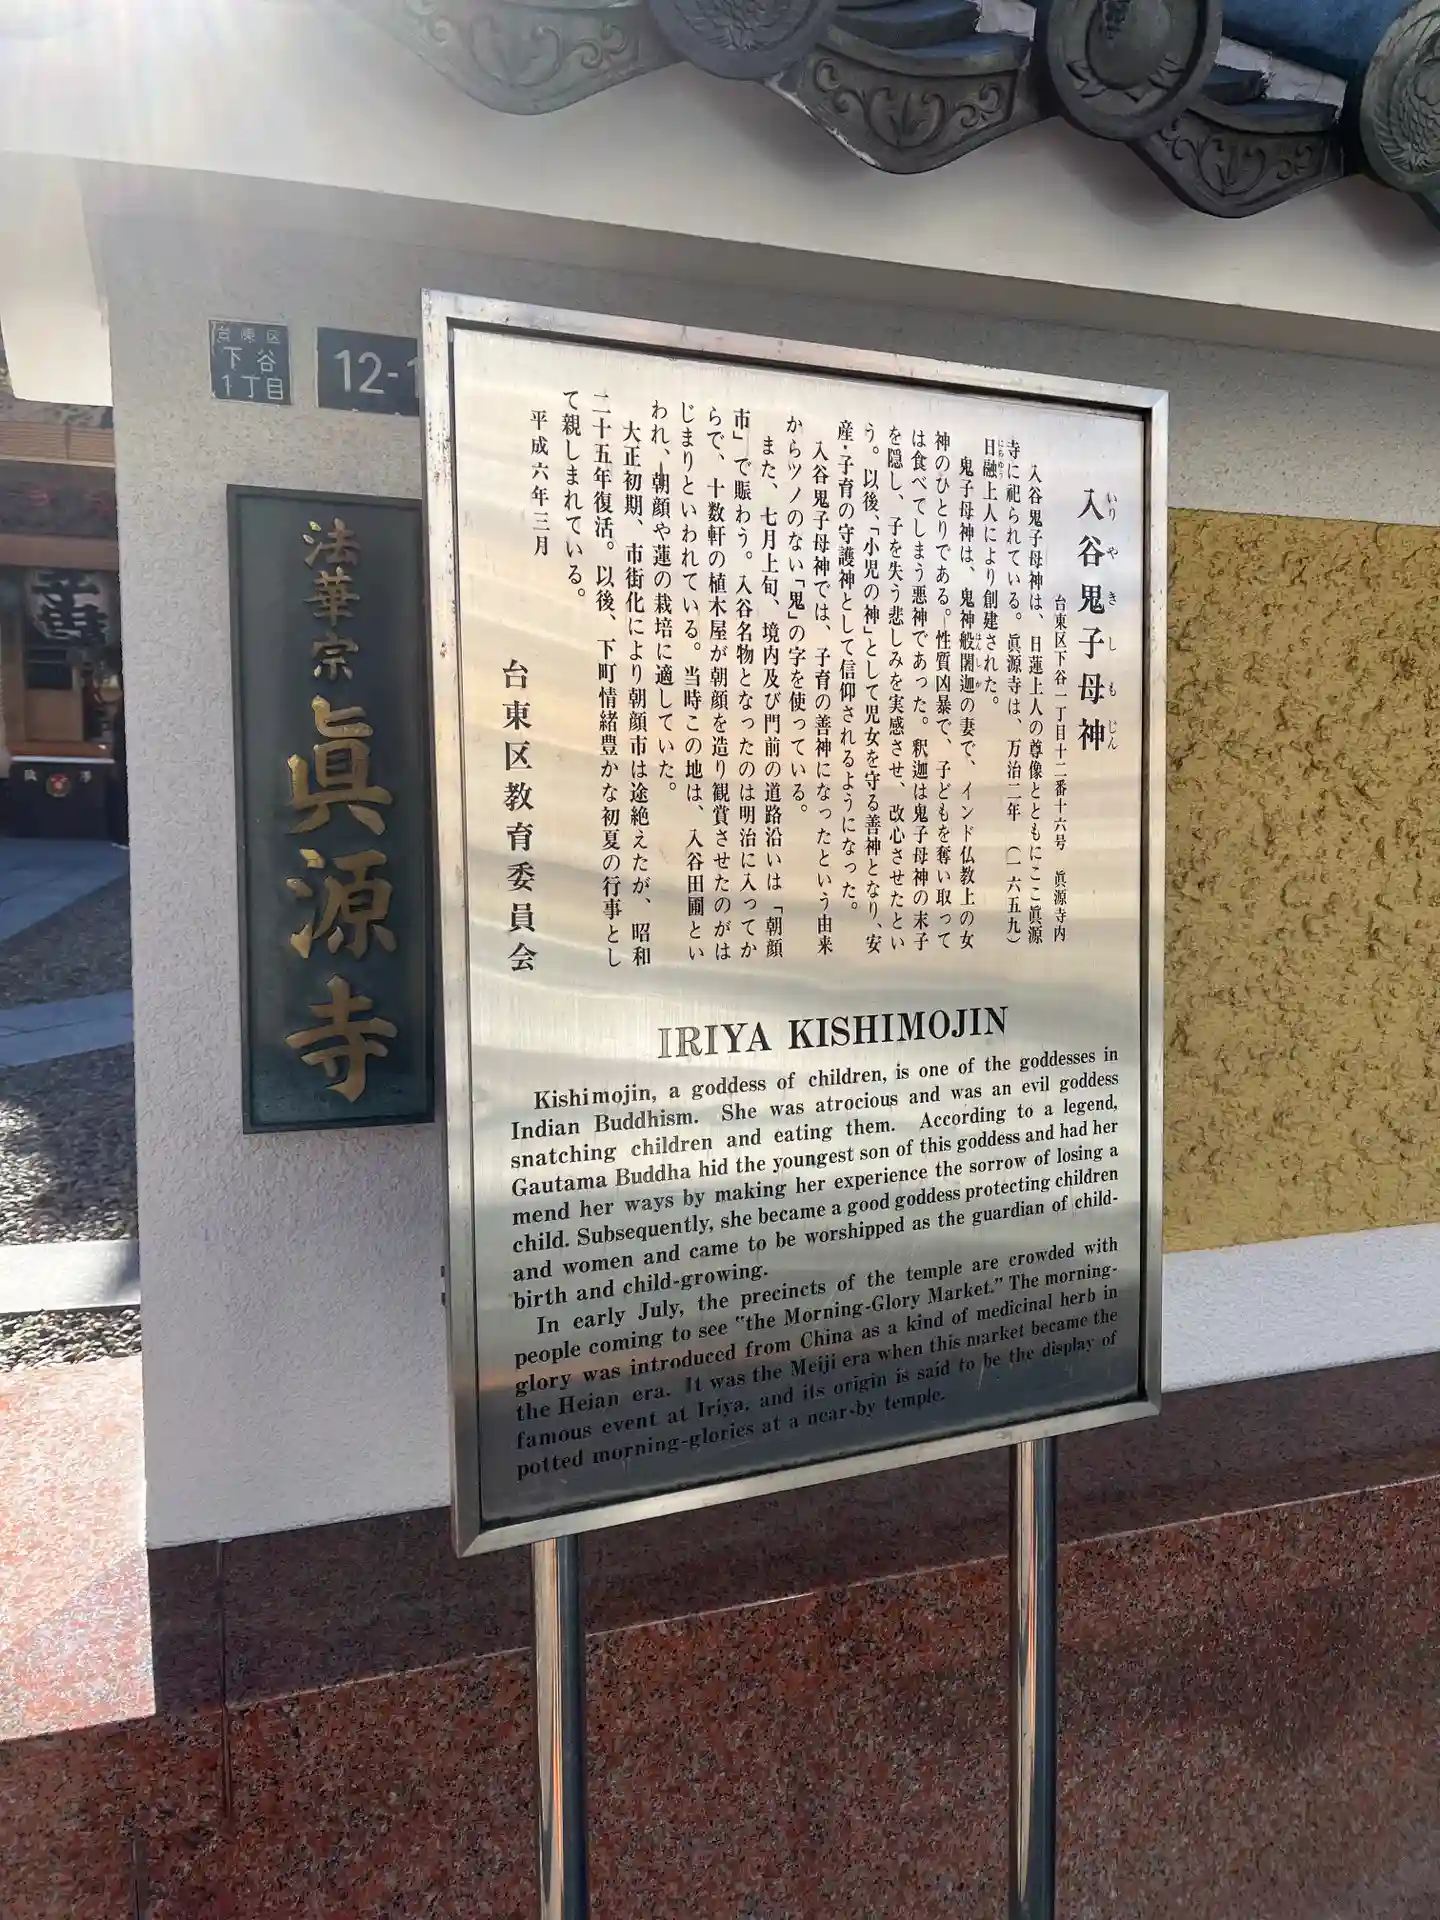 台東区
下谷
1丁目
12-1
法華宗 眞源寺
入谷鬼子母神
いりやきしもじん
台東区下谷一丁目十二番十六号 眞源寺内
入谷鬼子母神は、日蓮上人の尊像とともにここ眞源
寺に祀られている。眞源寺は、万治二年(一六五九)
日融上人により創建された。
にちゆう
鬼子母神は、鬼神般闍迦の妻で、インド仏教上の女
はんしか
神のひとりである。性質凶暴で、子どもを奪い取って
は食べてしまう悪神であった。釈迦は鬼子母神の末子
を隠し、子を失う悲しみを実感させ、改心させたとい
う。以後、「小児の神」として児女を守る善神となり、安
産・子育の守護神として信仰されるようになった。
入谷鬼子母神では、子育の善神になったという由来
からツノのない「鬼」の字を使っている。
また、七月上旬、境内及び門前の道路沿いは「朝顔
市」で賑わう。入谷名物となったのは明治に入ってか
らで、十数軒の植木屋が朝顔を造り観賞させたのがは
じまりといわれている。当時この地は、入谷田圃とい
われ、朝顔や蓮の栽培に適していた。
大正初期、市街化により朝顔市は途絶えたが、昭和
二十五年復活。以後、下町情緒豊かな初夏の行事とし
て親しまれている。
平成六年三月
台東区教育委員会
IRIYA KISHIMOJIN
Kishimojin, a goddess of children, is one of the goddesses in
Indian Buddhism. She was atrocious and was an evil goddess
snatching children and eating them. According to a legend,
Gautama Buddha hid the youngest son of this goddess and had her
mend her ways by making her experience the sorrow of losing a
child. Subsequently, she became a good goddess protecting children
and women and came to be worshipped as the guardian of child-
birth and child-growing.
In early July, the precincts of the temple are crowded with
people coming to see "the Morning-Glory Market." The morning-
glory was introduced from China as a kind of medicinal herb in
the Heian era. It was the Meiji era when this market became the
famous event at Iriya, and its origin is said to be the display of
potted morning-glories at a near-by temple.